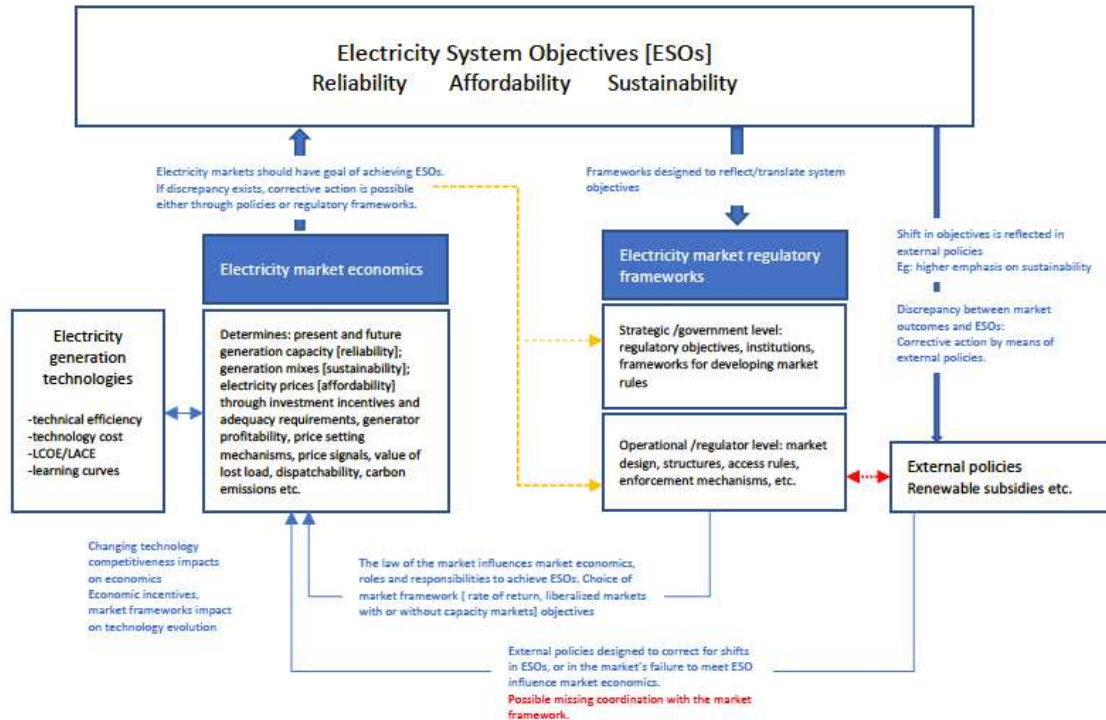 Electricity System Objectives [ESOs]
Reliability Affordability Sustainability
Electricity markets should have goal of achieving ESOs.
If discrepancy exists, corrective action is possible
either through policies or regulatory frameworks.
Frameworks designed to reflect/translate system
objectives
Shift in objectives is reflected in
external policies
Eg: higher emphasis on sustainability
Discrepancy between market
outcomes and ESOs:
Corrective action by means of
external policies.
Electricity market economics
Electricity market regulatory
frameworks
Electricity
generation
technologies
-technical efficiency
-technology cost
-LCOE/LACE
-learning curves
Determines: present and future
generation capacity [reliability];
generation mixes [sustainability];
electricity prices [affordability]
through investment incentives and
adequacy requirements, generator
profitability, price setting
mechanisms, price signals, value of
lost load, dispatchability, carbon
emissions etc.
Strategic /government level:
regulatory objectives, institutions,
frameworks for developing market
rules
Operational /regulator level: market
design, structures, access rules,
enforcement mechanisms, etc.
External policies
Renewable subsidies etc.
Changing technology
competitiveness impacts
on economics
Economic incentives,
market frameworks impact
on technology evolution
The law of the market influences market economics,
roles and responsibilities to achieve ESOs. Choice of
market framework [ rate of return, liberalized markets
with or without capacity markets] objectives
External policies designed to correct for shifts
in ESOs, or in the market's failure to meet ESO
influence market economics.
Possible missing coordination with the market
framework.